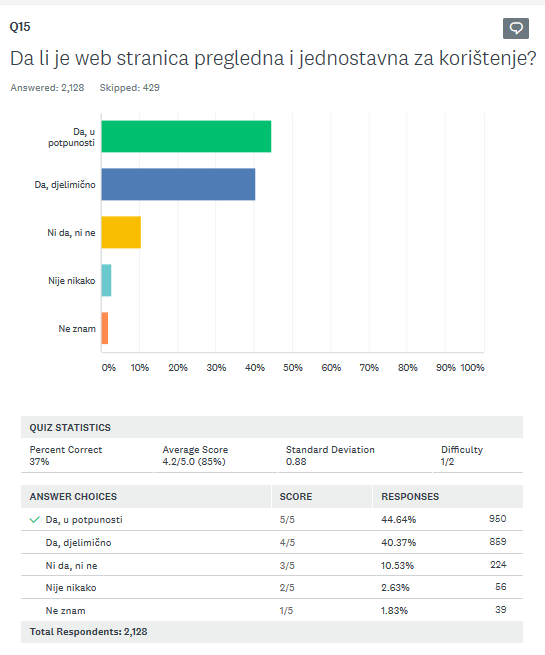 Q15
Da li je web stranica pregledna i jednostavna za korištenje?
Answered: 2,128 Skipped: 429
Da, u
potpunosti
Da, djelimično
Ni da, ni ne
Nije nikako
Ne znam
0% 10% 20% 30% 40% 50% 60% 70% 80% 90% 100%
QUIZ STATISTICS
Percent Correct Average Score Standard Deviation Difficulty
37% 4.2/5.0 (85%) 0.88 1/2
ANSWER CHOICES SCORE RESPONSES
Da, u potpunosti 5/5 44.64% 950
Da, djelimično 4/5 40.37% 859
Ni da, ni ne 3/5 10.53% 224
Nije nikako 2/5 2.63% 56
Ne znam 1/5 1.83% 39
Total Respondents: 2,128